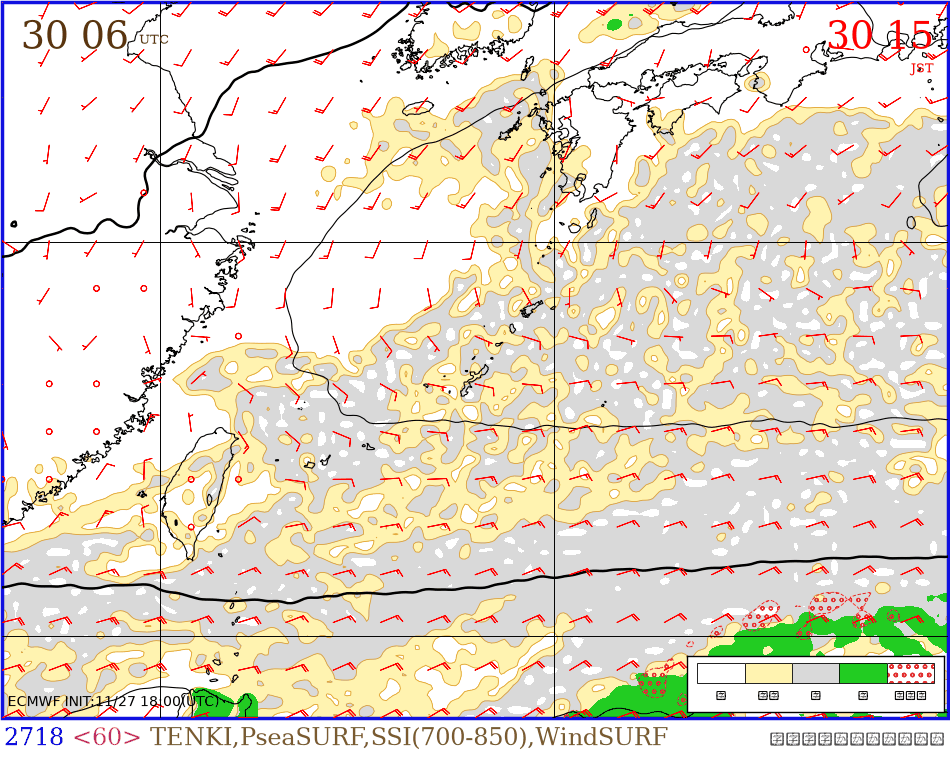 30 06 UTC
30 15
JST
ECMWF INIT:11/27 18:00(UTC)
2718 <60> TENKI,PseaSURF,SSI(700-850),WindSURF